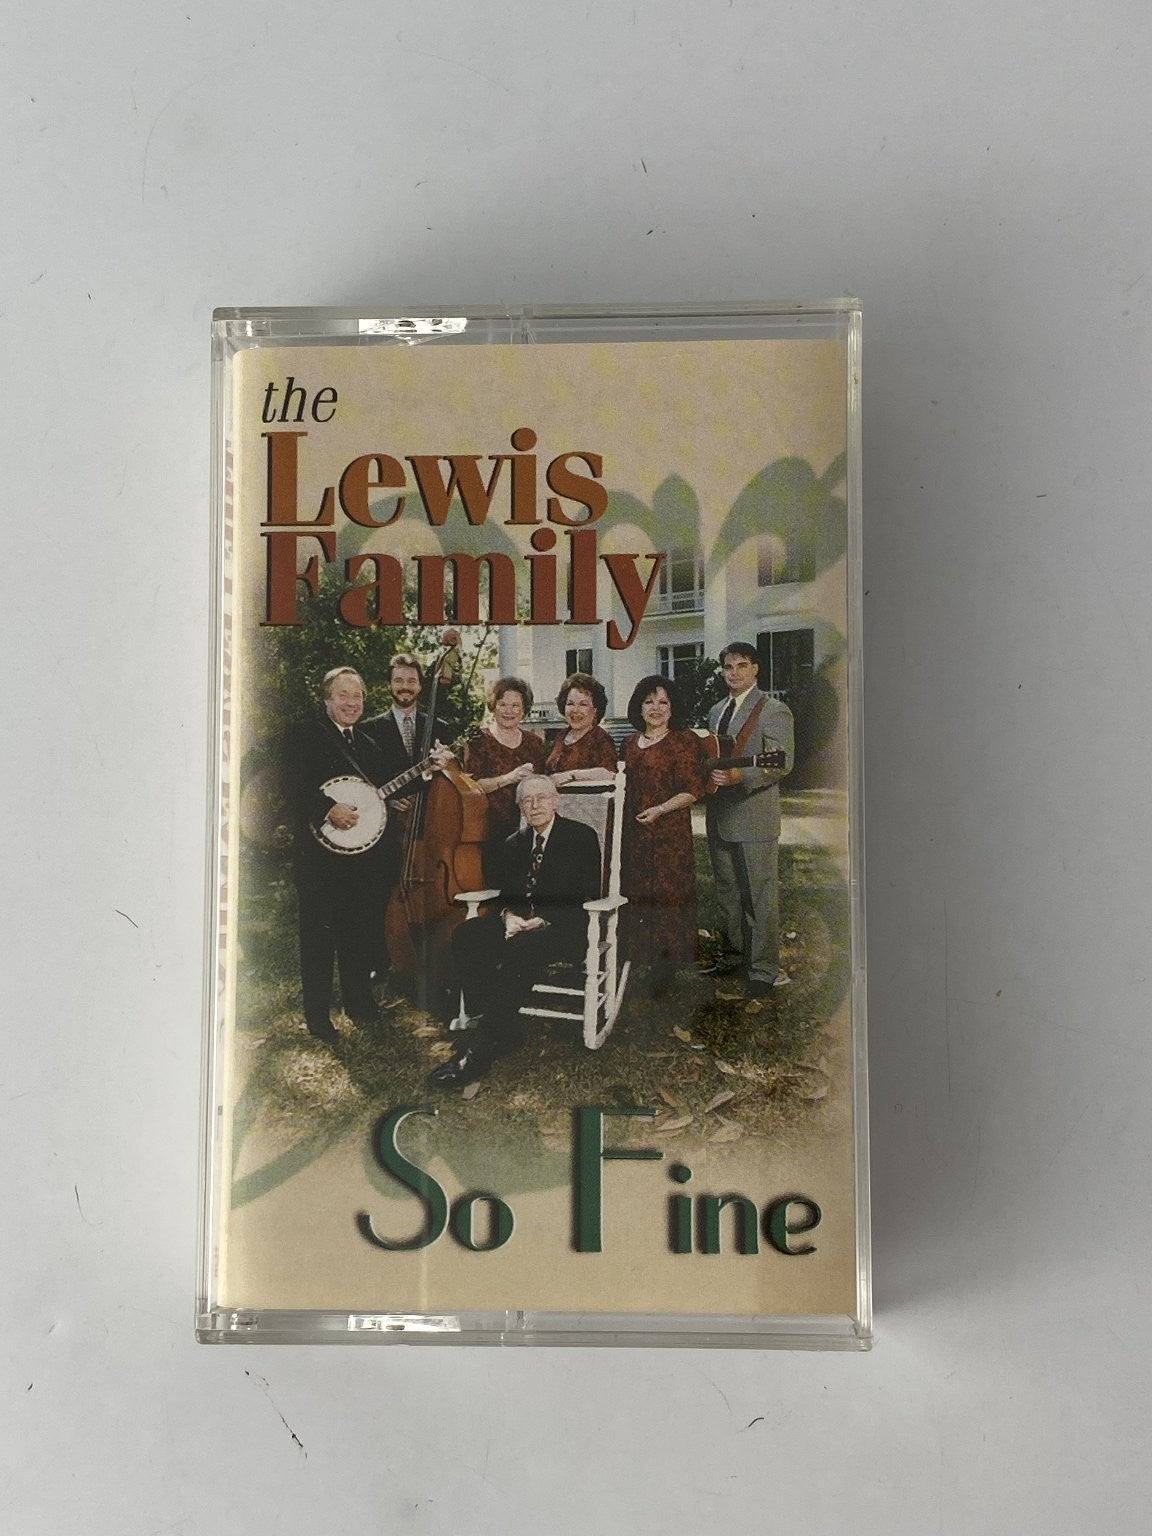 the
Lewis
Family
So Fine